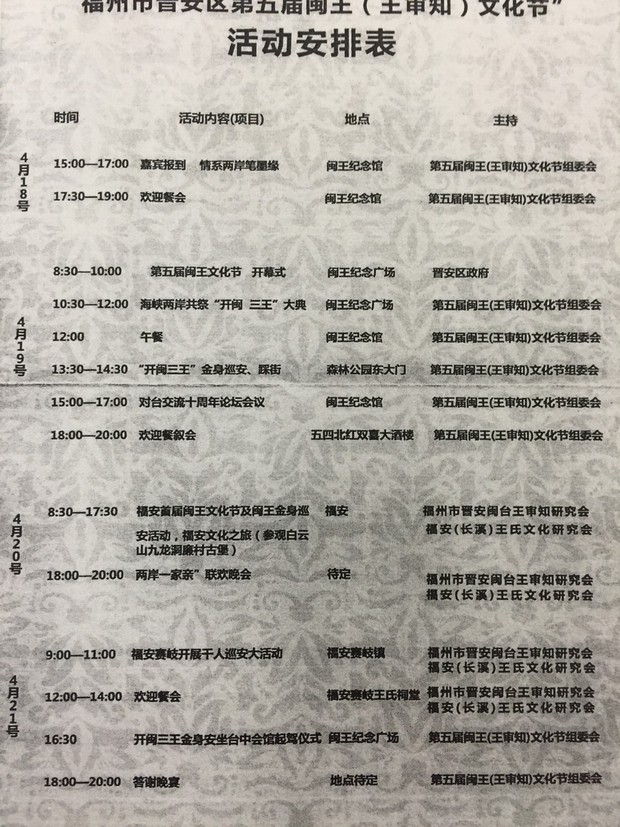 福州市晋安区第五届闽王（王审知）文化节”
活动安排表
时间 活动内容(项目) 地点 主持
4月18号
15:00—17:00 嘉宾报到 情系两岸笔墨缘 闽王纪念馆 第五届闽王(王审知)文化节组委会
17:30—19:00 欢迎餐会 闽王纪念馆 第五届闽王(王审知)文化节组委会
4月19号
8:30—10:00 第五届闽王文化节 开幕式 闽王纪念广场 晋安区政府
10:30—12:00 海峡两岸共祭“开闽 三王”大典 闽王纪念广场 第五届闽王(王审知)文化节组委会
12:00 午餐 闽王纪念馆 第五届闽王(王审知)文化节组委会
13:30—14:30 “开闽三王”金身巡安、踩街 森林公园东大门 第五届闽王(王审知)文化节组委会
15:00—17:00 对台交流十周年论坛会议 闽王纪念馆 第五届闽王(王审知)文化节组委会
18:00—20:00 欢迎餐叙会 五四北红双喜大酒楼 第五届闽王(王审知)文化节组委会
4月20号
8:30—17:30 福安首届闽王文化节及闽王金身巡 福安 福州市晋安闽台王审知研究会
安活动，福安文化之旅（参观白云 福安(长溪)王氏文化研究会
山九龙洞廉村古堡）
18:00—20:00 两岸一家亲”联欢晚会 待定 福州市晋安闽台王审知研究会
福安(长溪)王氏文化研究会
4月21号
9:00—11:00 福安赛岐开展千人巡安大活动 福安赛岐镇 福州市晋安闽台王审知研究会
福安(长溪)王氏文化研究会
12:00—14:00 欢迎餐会 福安赛岐王氏祠堂 福州市晋安闽台王审知研究会
福安(长溪)王氏文化研究会
16:30 开闽三王金身安坐台中会馆起驾仪式 闽王纪念广场 第五届闽王(王审知)文化节组委会
18:00—20:00 答谢晚宴 地点待定 第五届闽王(王审知)文化节组委会